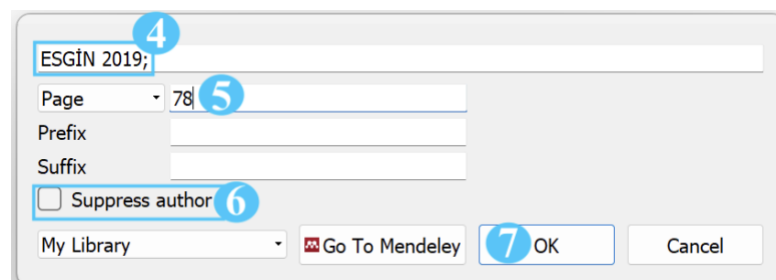 4
ESGİN 2019;
Page 78 5
Prefix
Suffix
Suppress author 6
My Library Go To Mendeley 7 OK Cancel